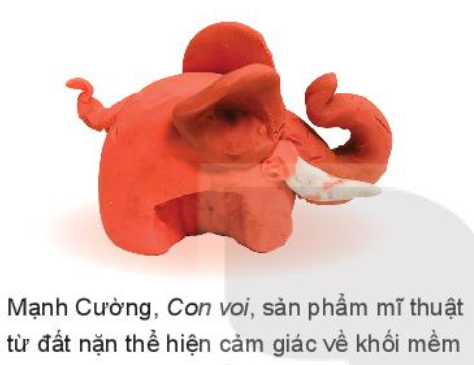 Mạnh Cường, Con voi, sản phẩm mĩ thuật
từ đất nặn thể hiện cảm giác về khối mềm